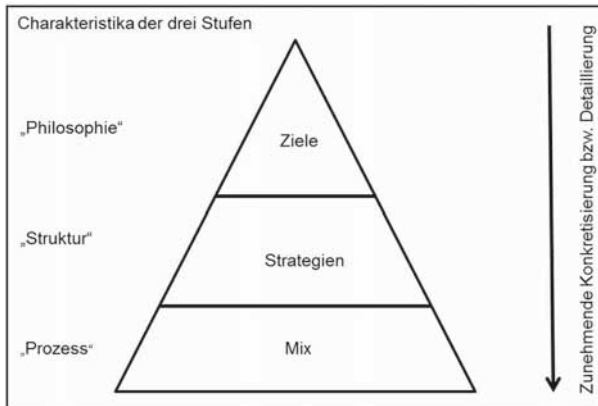 Charakteristika der drei Stufen
„Philosophie“
Ziele
„Struktur“
Strategien
„Prozess“
Mix
Zunehmende Konkretisierung bzw. Detaillierung